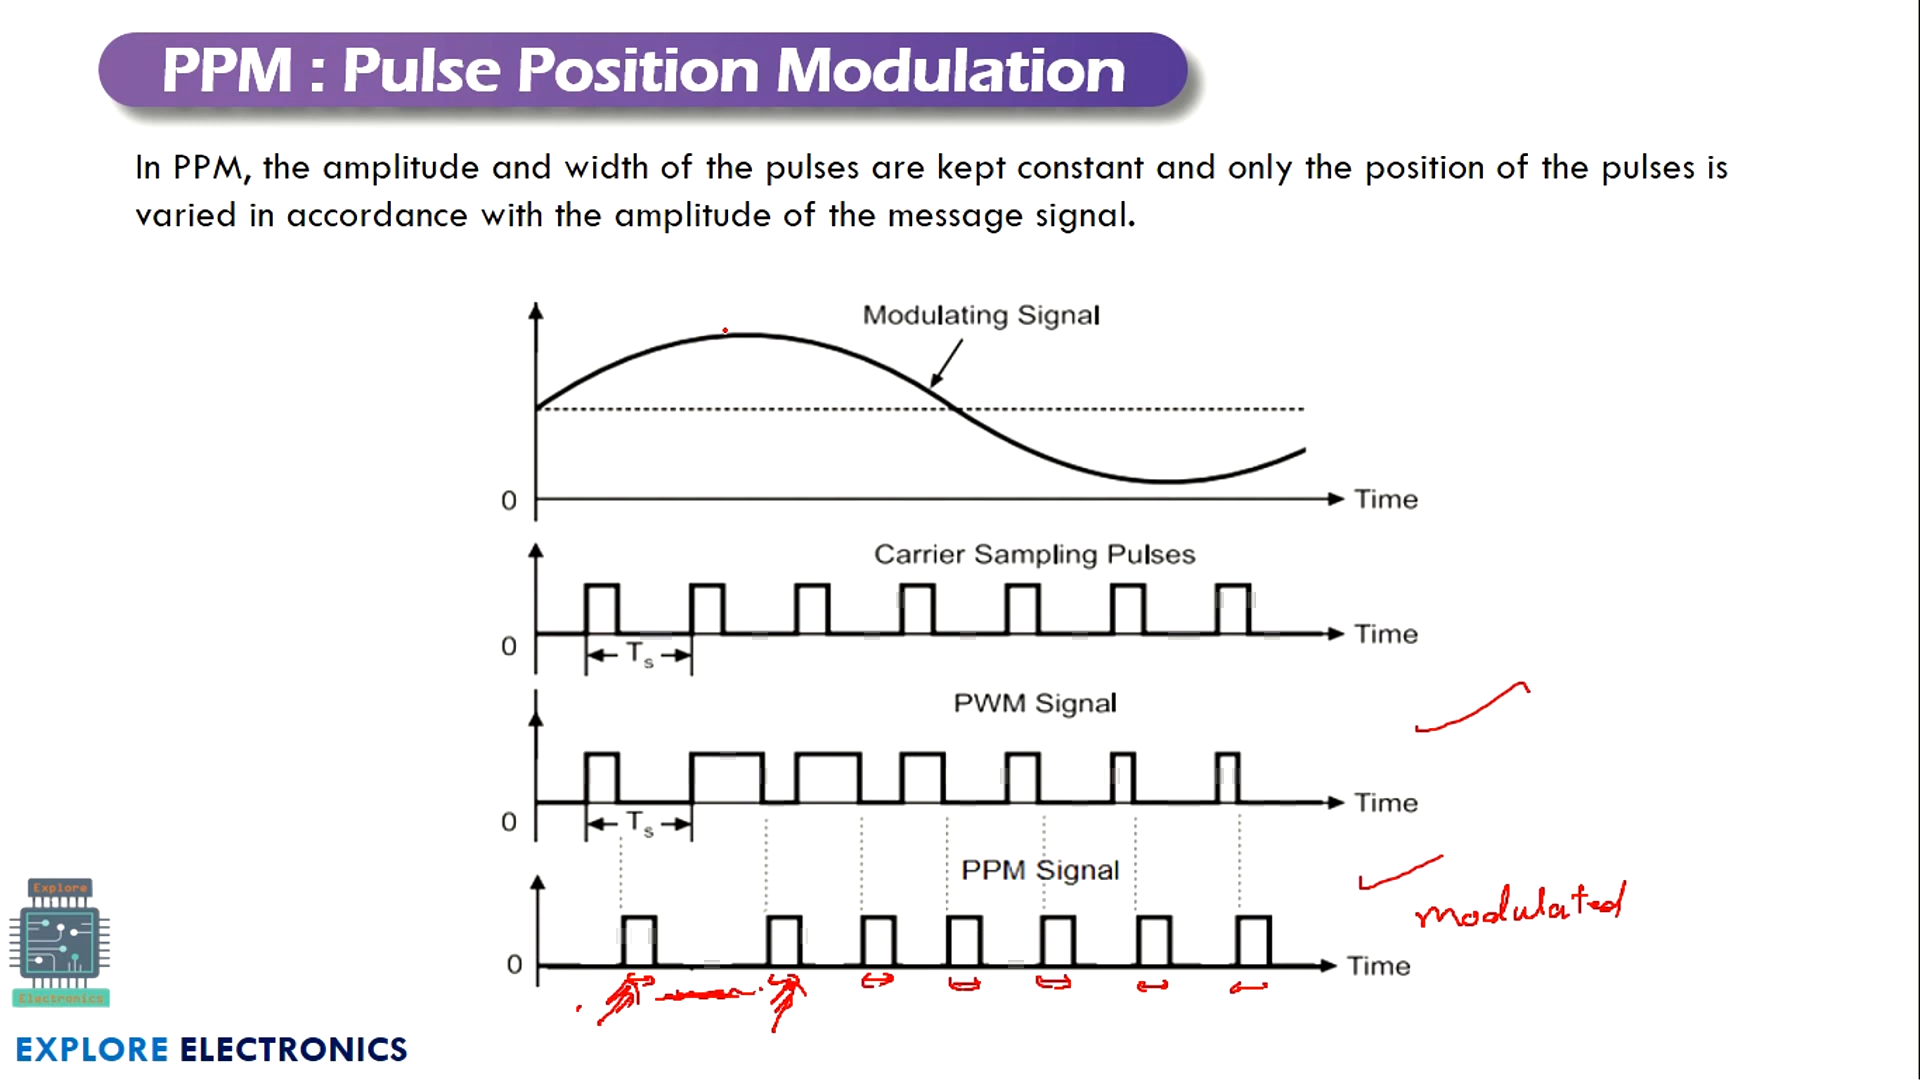 PPM : Pulse Position Modulation
In PPM, the amplitude and width of the pulses are kept constant and only the position of the pulses is
varied in accordance with the amplitude of the message signal.
Modulating Signal
0
Time
Carrier Sampling Pulses
0
Time
Ts
PWM Signal
0
Time
Ts
PPM Signal
modulated
0
Time
Explore
Electronics
EXPLORE ELECTRONICS